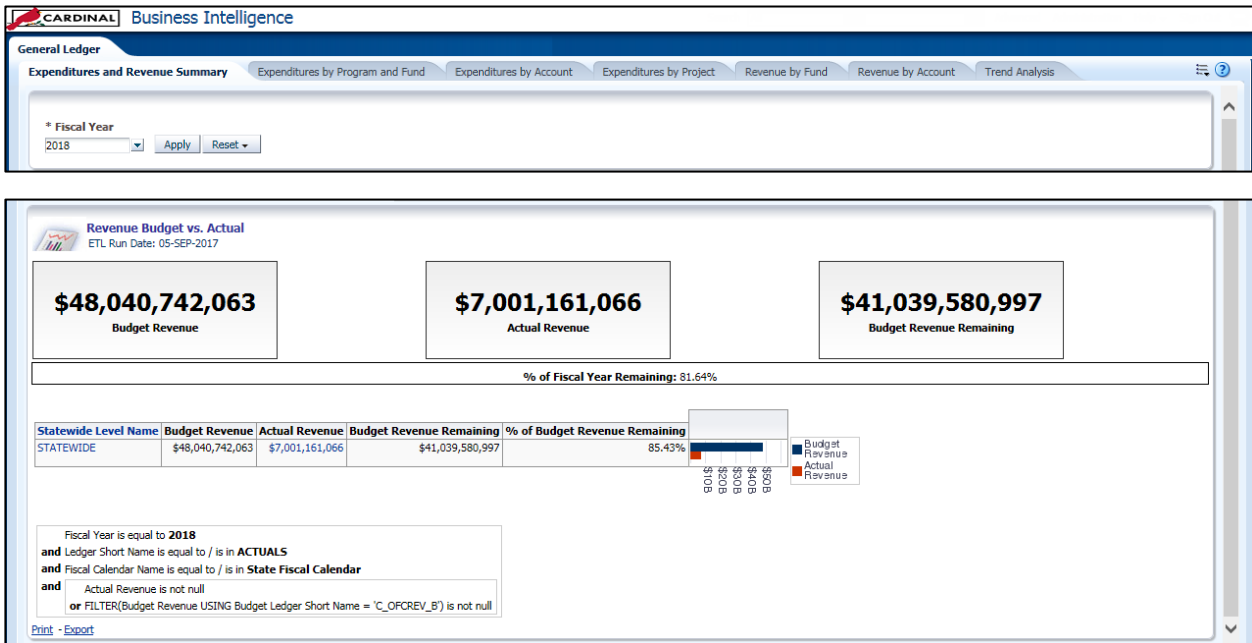 CARDINAL Business Intelligence
General Ledger
Expenditures and Revenue Summary Expenditures by Program and Fund Expenditures by Account Expenditures by Project Revenue by Fund Revenue by Account Trend Analysis
* Fiscal Year
2018 Apply Reset
Revenue Budget vs. Actual
ETL Run Date: 05-SEP-2017
$48,040,742,063 $7,001,161,066 $41,039,580,997
Budget Revenue Actual Revenue Budget Revenue Remaining
% of Fiscal Year Remaining: 81.64%
Statewide Level Name Budget Revenue Actual Revenue Budget Revenue Remaining % of Budget Revenue Remaining
STATEWIDE $48,040,742,063 $7,001,161,066 $41,039,580,997 85.43%
Budget
Revenue
Actual
Revenue
$10B $20B $30B $40B $50B
Fiscal Year is equal to 2018
and Ledger Short Name is equal to / is in ACTUALS
and Fiscal Calendar Name is equal to / is in State Fiscal Calendar
and Actual Revenue is not null
or FILTER(Budget Revenue USING Budget Ledger Short Name = 'C_OFCREV_B') is not null
Print - Export